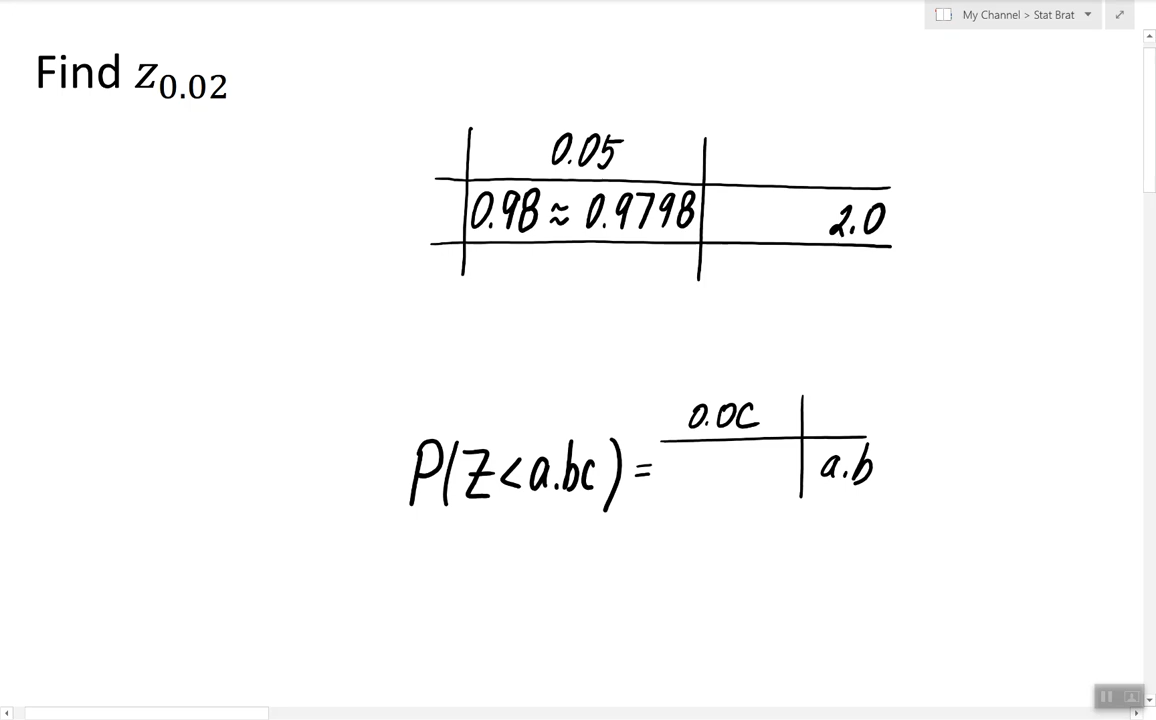 My Channel > Stat Brat
Find z0.02
0.05
0.98 ≈ 0.9798 2.0
0.0c
P(Z<a.bc) = a.b